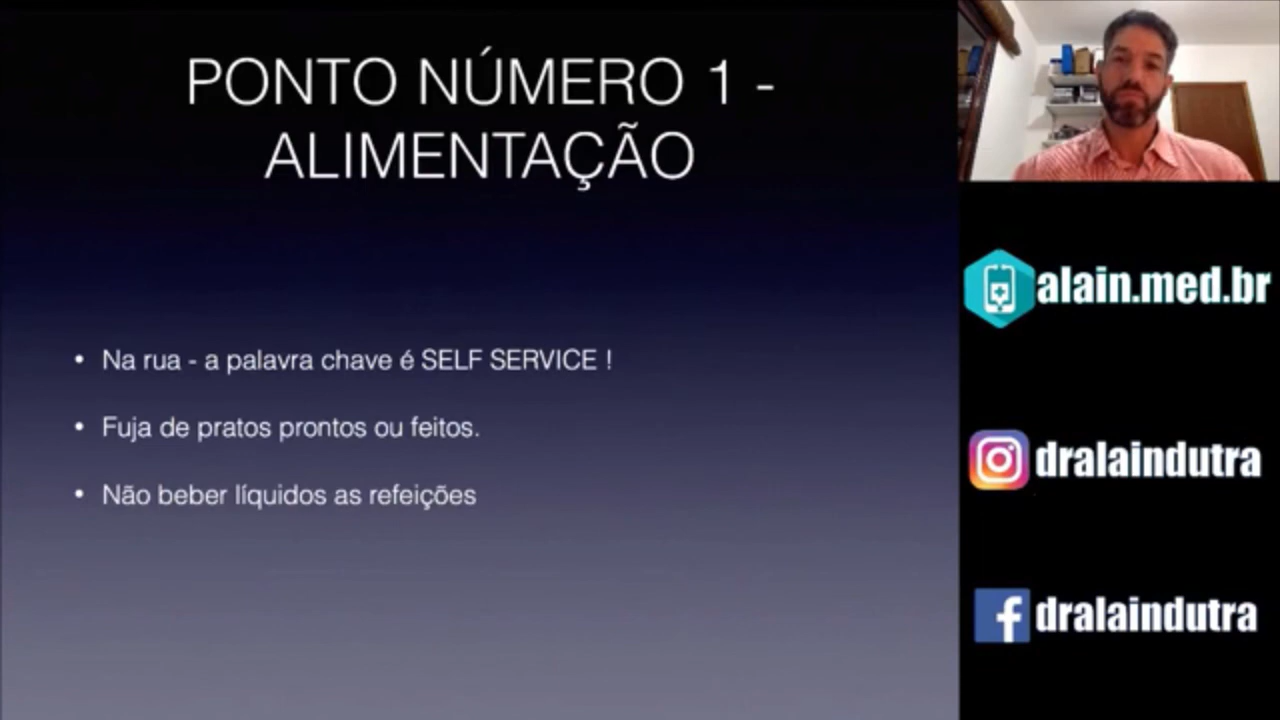 PONTO NÚMERO 1 -
ALIMENTAÇÃO
• Na rua - a palavra chave é SELF SERVICE !
• Fuja de pratos prontos ou feitos.
• Não beber líquidos as refeições
alain.med.br
dralaindutra
dralaindutra